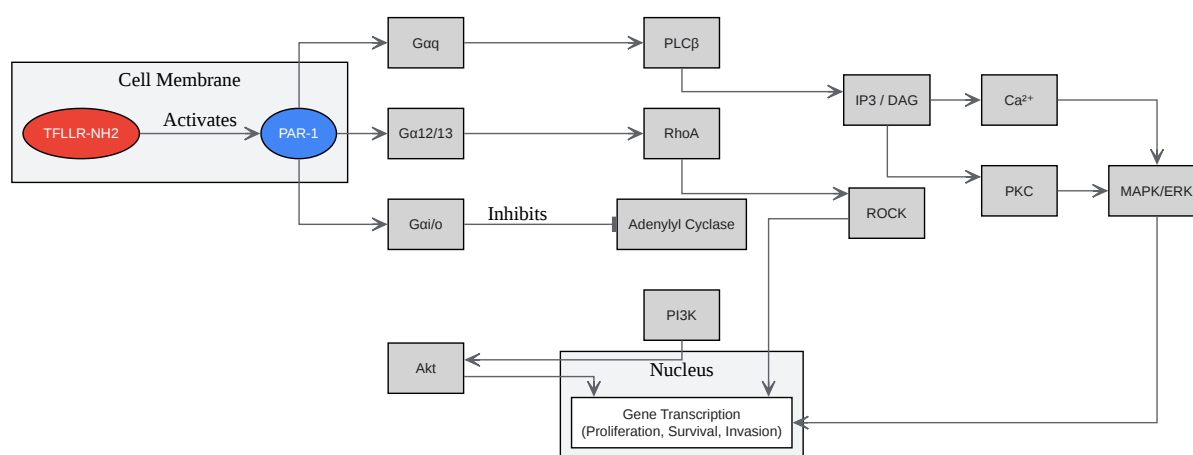 Gαq
PLCβ
Cell Membrane
TFLLR-NH2
Activates
PAR-1
Gα12/13
RhoA
IP3 / DAG
Ca²⁺
PKC
MAPK/ERK
Gαi/o
Inhibits
Adenylyl Cyclase
ROCK
PI3K
Akt
Nucleus
Gene Transcription
(Proliferation, Survival, Invasion)